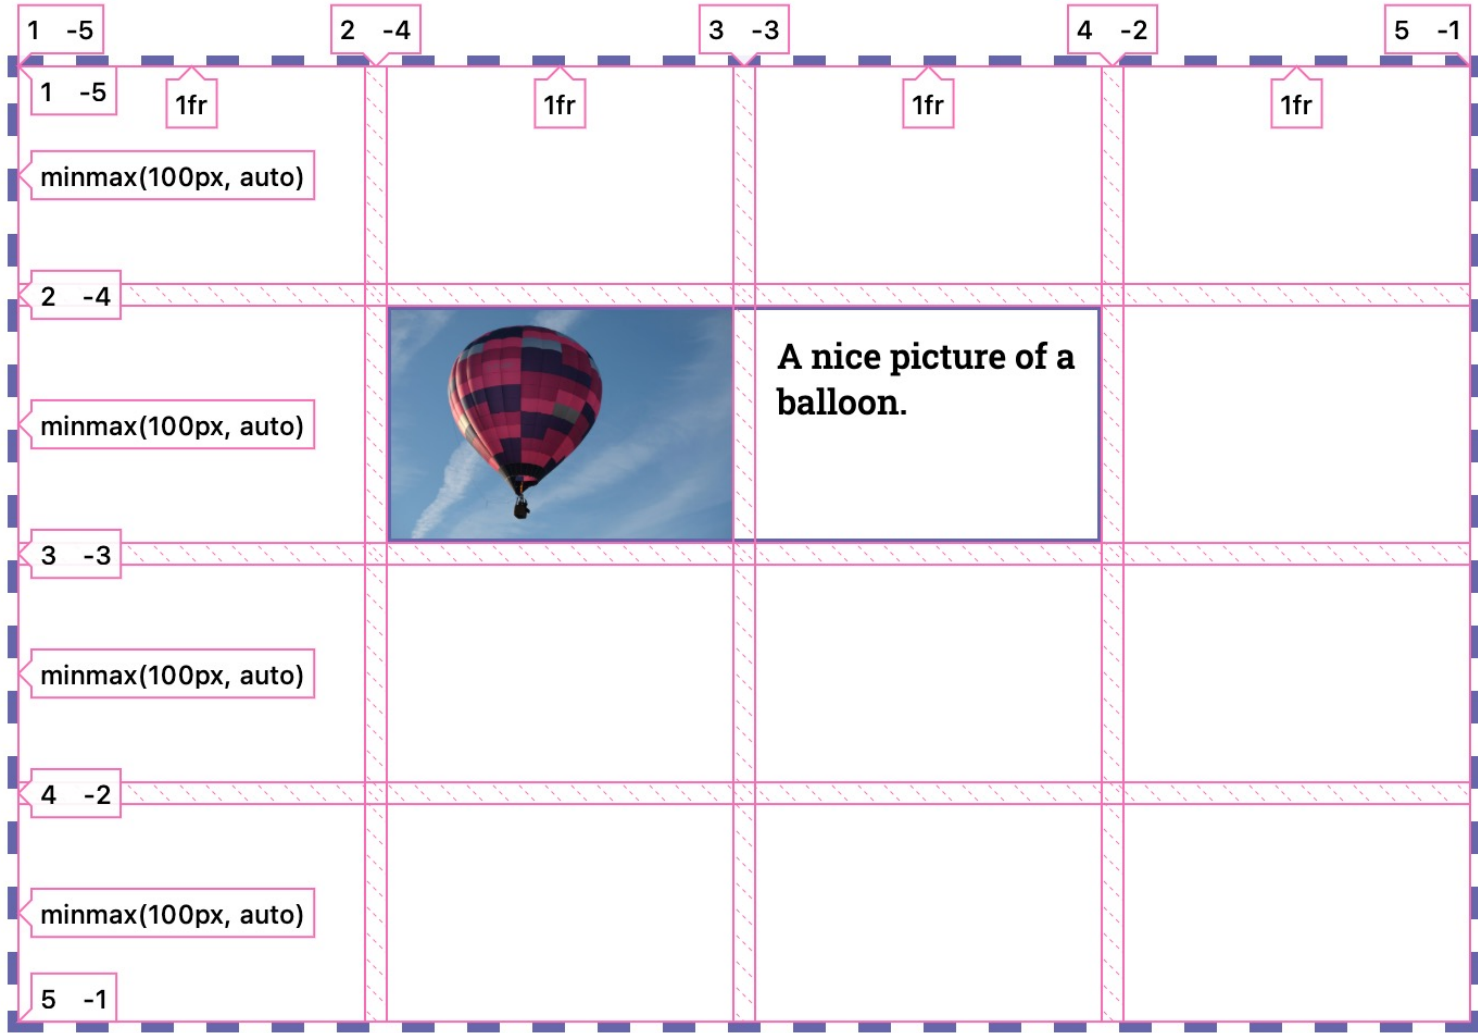 1 -5
2 -4
3 -3
4 -2
5 -1
1 -5
1fr
1fr
1fr
1fr
minmax(100px, auto)
2 -4
A nice picture of a
balloon.
minmax(100px, auto)
3 -3
minmax(100px, auto)
4 -2
minmax(100px, auto)
5 -1